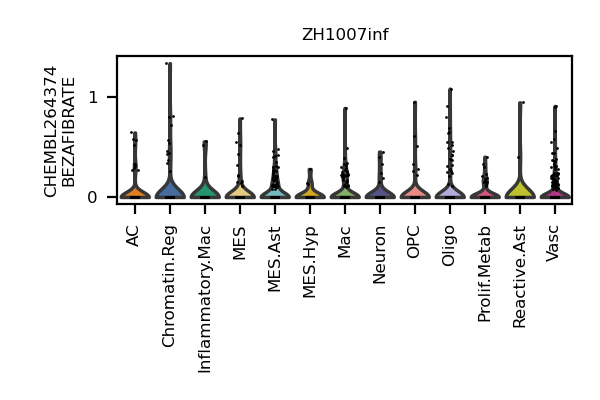 ZH1007inf
CHEMBL264374
BEZAFIBRATE
1
0
AC
Chromatin.Reg
Inflammatory.Mac
MES
MES.Ast
MES.Hyp
Mac
Neuron
OPC
Oligo
Prolif.Metab
Reactive.Ast
Vasc